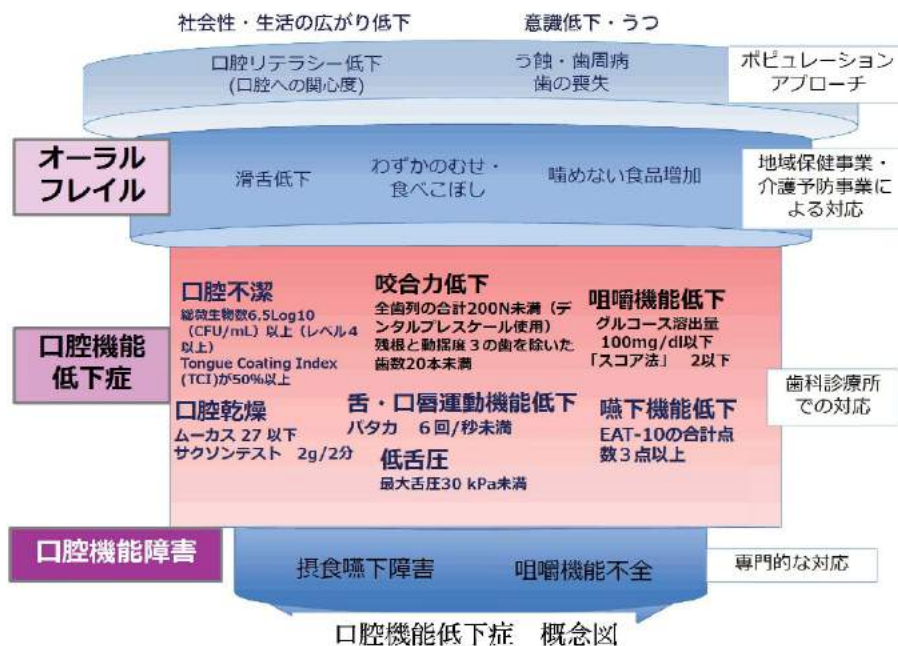 社会性・生活の広がり低下
意識低下・うつ
口腔リテラシー低下
(口腔への関心度)
う蝕・歯周病
歯の喪失
ポピュレーション
アプローチ
オーラル
フレイル
滑舌低下
わずかのむせ・
食べこぼし
噛めない食品増加
地域保健事業・
介護予防事業に
よる対応
口腔機能
低下症
口腔不潔
総微生物数6.5Log10
(CFU/mL)以上(レベル4
以上)
Tongue Coating Index
(TCI)が50%以上
咬合力低下
全歯列の合計200N未満(デ
ンタルプレスケール使用)
残根と動揺度3の歯を除いた
歯数20本未満
咀嚼機能低下
グルコース溶出量
100mg/dl以下
「スコア法」 2以下
口腔乾燥
ムーカス 27 以下
サクソンテスト 2g/2分
舌・口唇運動機能低下
パタカ 6回/秒未満
低舌圧
最大舌圧30 kPa未満
嚥下機能低下
EAT-10の合計点
数3点以上
歯科診療所
での対応
口腔機能障害
摂食嚥下障害
咀嚼機能不全
専門的な対応
口腔機能低下症 概念図